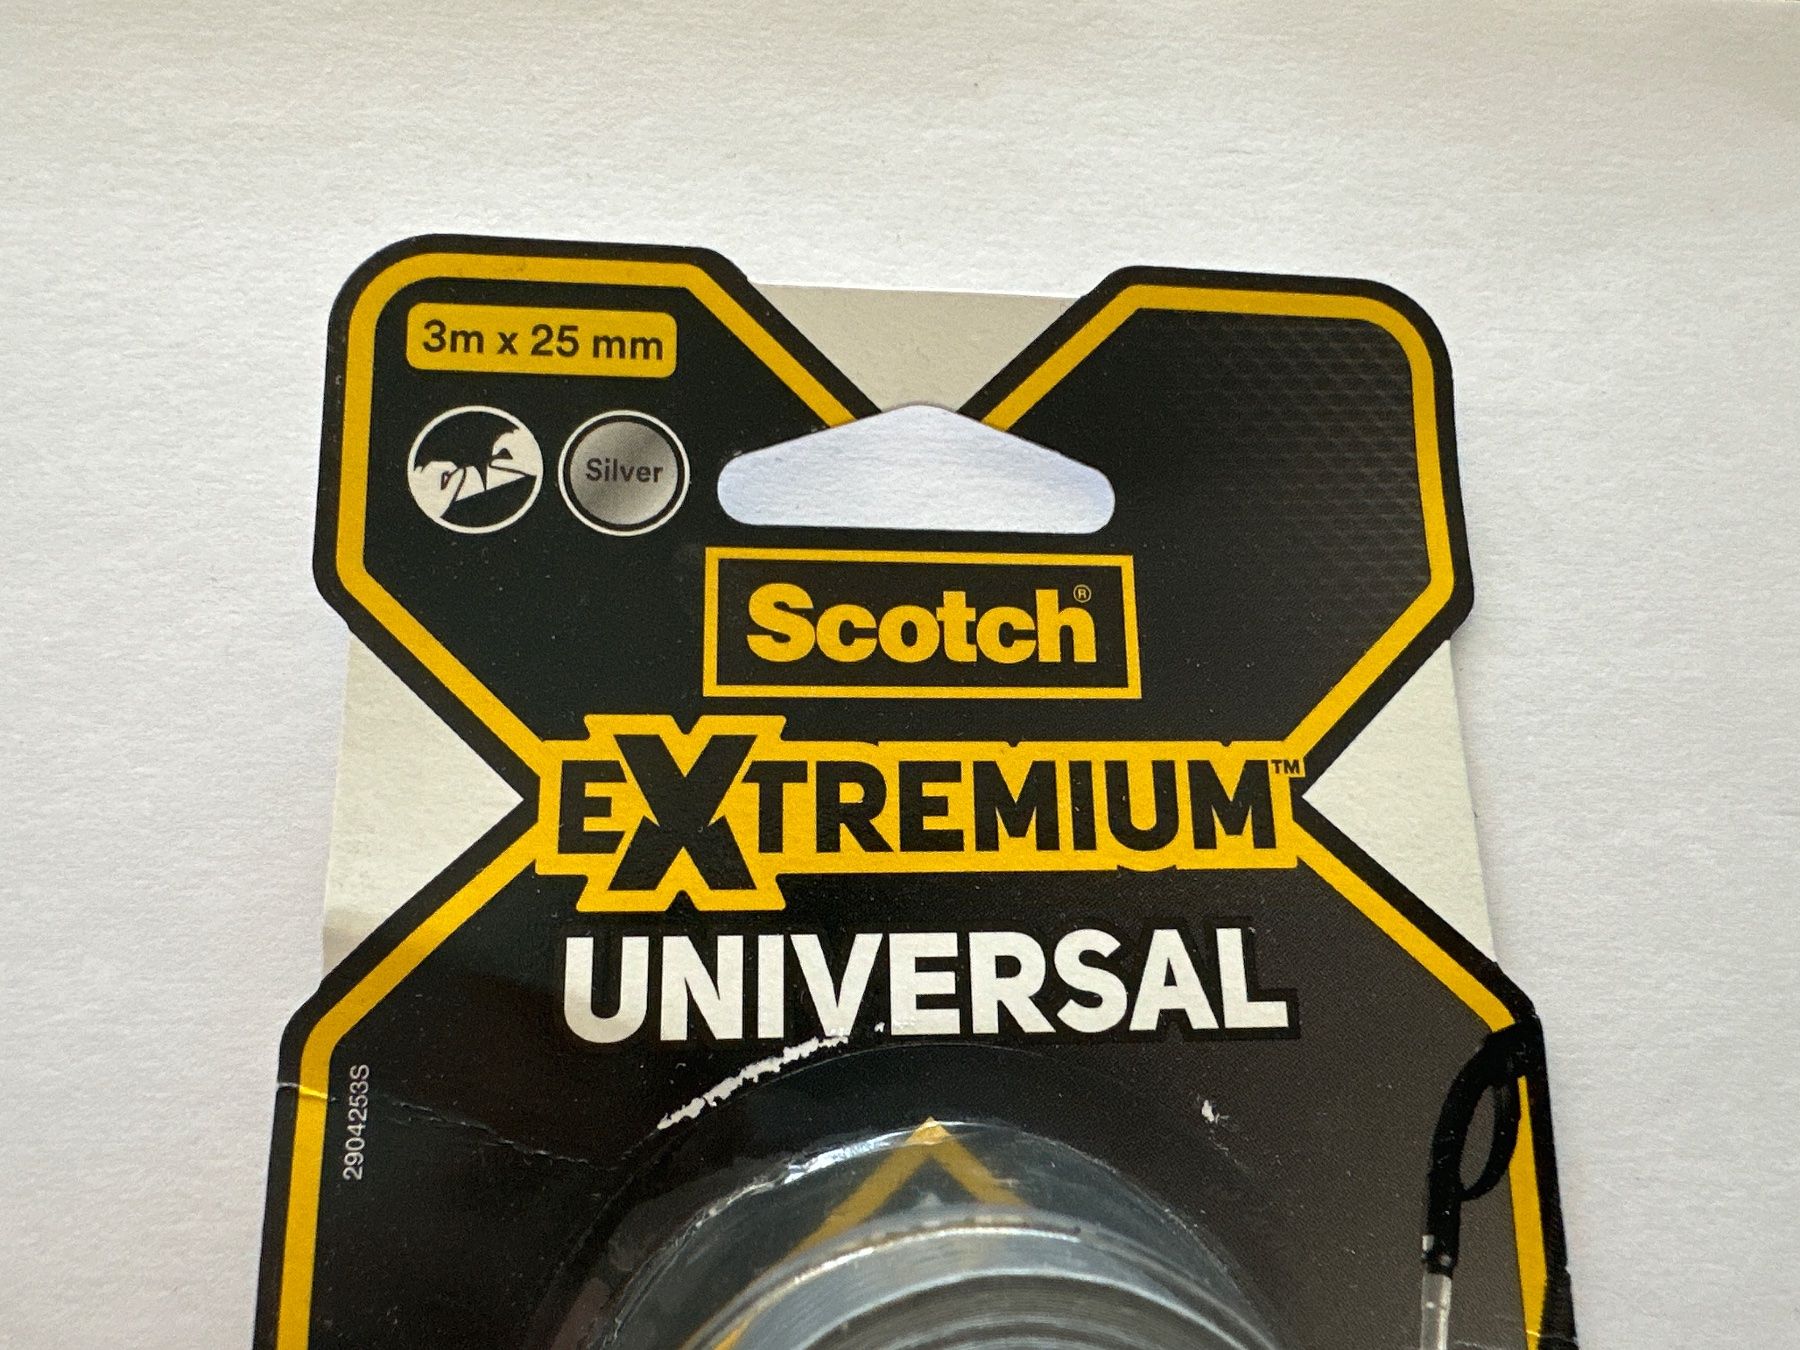 3m x 25 mm
Silver
Scotch®
EXTREMIUM™
UNIVERSAL
2904253S